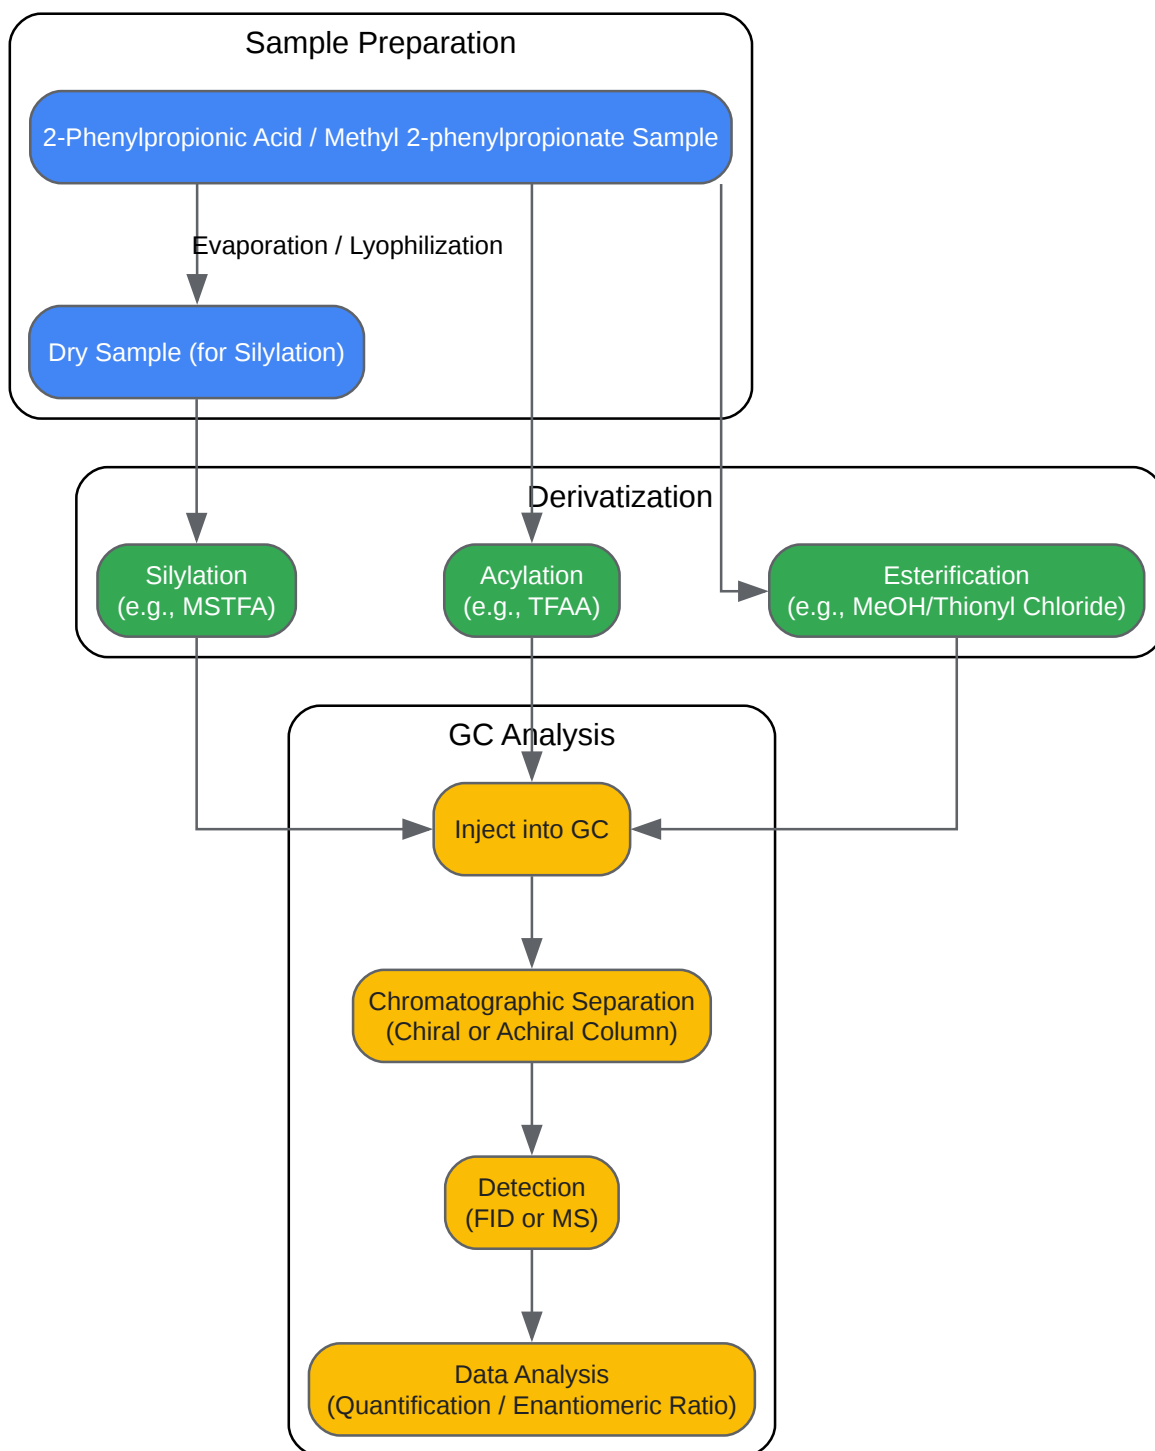 Sample Preparation
2-Phenylpropionic Acid / Methyl 2-phenylpropionate Sample
Evaporation / Lyophilization
Dry Sample (for Silylation)
Derivatization
Silylation
(e.g., MSTFA)
Acylation
(e.g., TFAA)
Esterification
(e.g., MeOH/Thionyl Chloride)
GC Analysis
Inject into GC
Chromatographic Separation
(Chiral or Achiral Column)
Detection
(FID or MS)
Data Analysis
(Quantification / Enantiomeric Ratio)